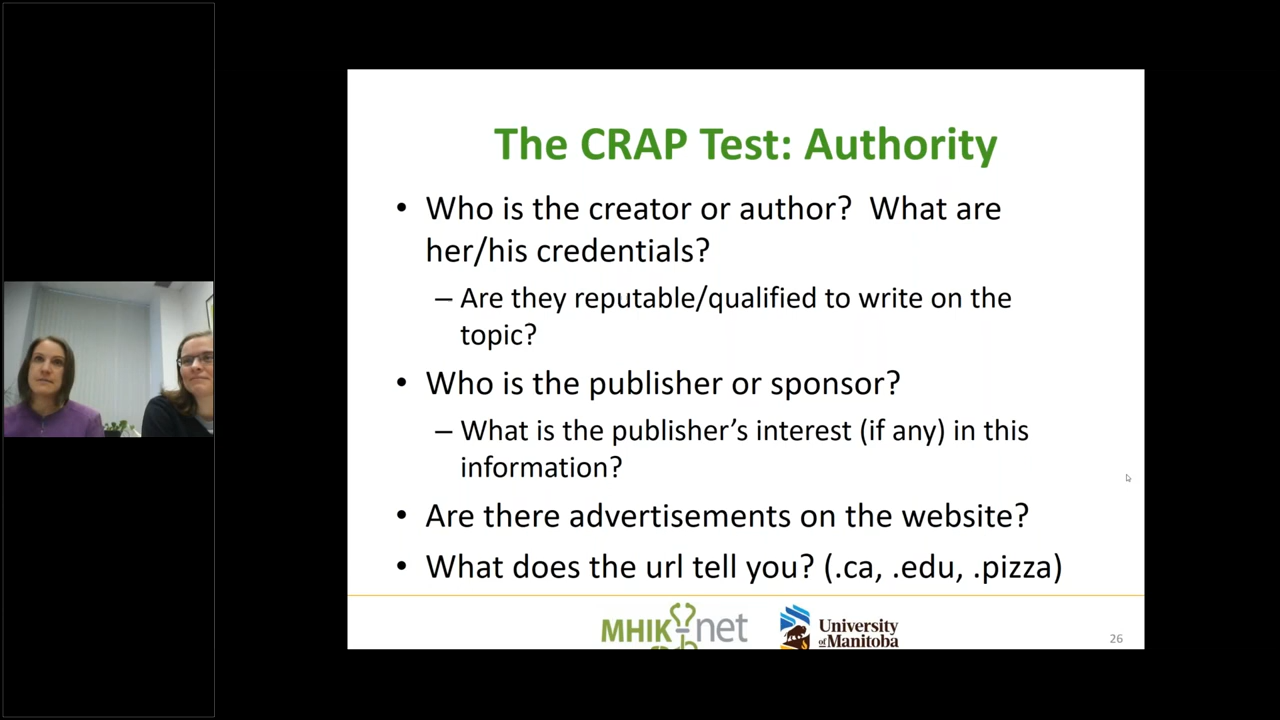 The CRAP Test: Authority
• Who is the creator or author?  What are
her/his credentials?
– Are they reputable/qualified to write on the
topic?
• Who is the publisher or sponsor?
– What is the publisher’s interest (if any) in this
information?
• Are there advertisements on the website?
• What does the url tell you? (.ca, .edu, .pizza)
MHIK-net
University
of Manitoba
26